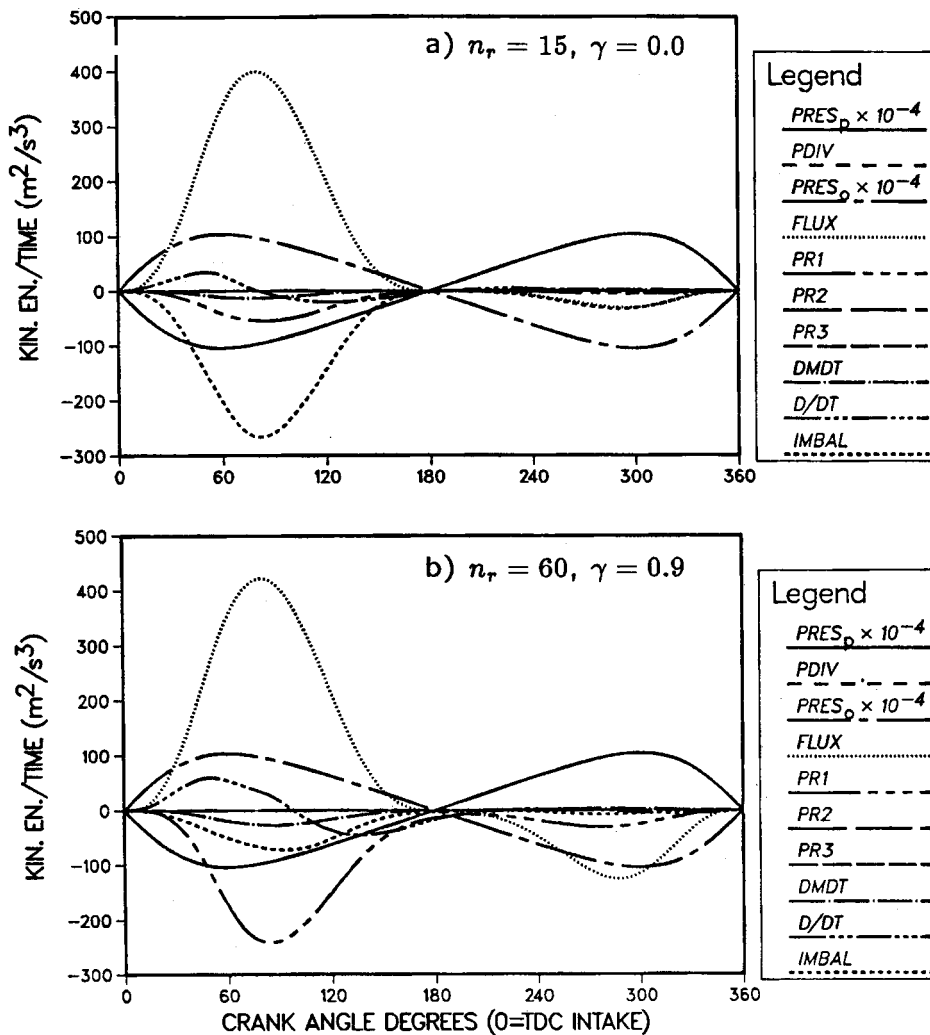 a) n_r = 15, γ = 0.0
500
400
300
200
100
0
−100
−200
−300
KIN. EN./TIME (m²/s³)
0
60
120
180
240
300
360
Legend
PRES_p × 10⁻⁴
PDIV
PRES_o × 10⁻⁴
FLUX
PR1
PR2
PR3
DMDT
D/DT
IMBAL
b) n_r = 60, γ = 0.9
500
400
300
200
100
0
−100
−200
−300
KIN. EN./TIME (m²/s³)
0
60
120
180
240
300
360
CRANK ANGLE DEGREES (0=TDC INTAKE)
Legend
PRES_p × 10⁻⁴
PDIV
PRES_o × 10⁻⁴
FLUX
PR1
PR2
PR3
DMDT
D/DT
IMBAL